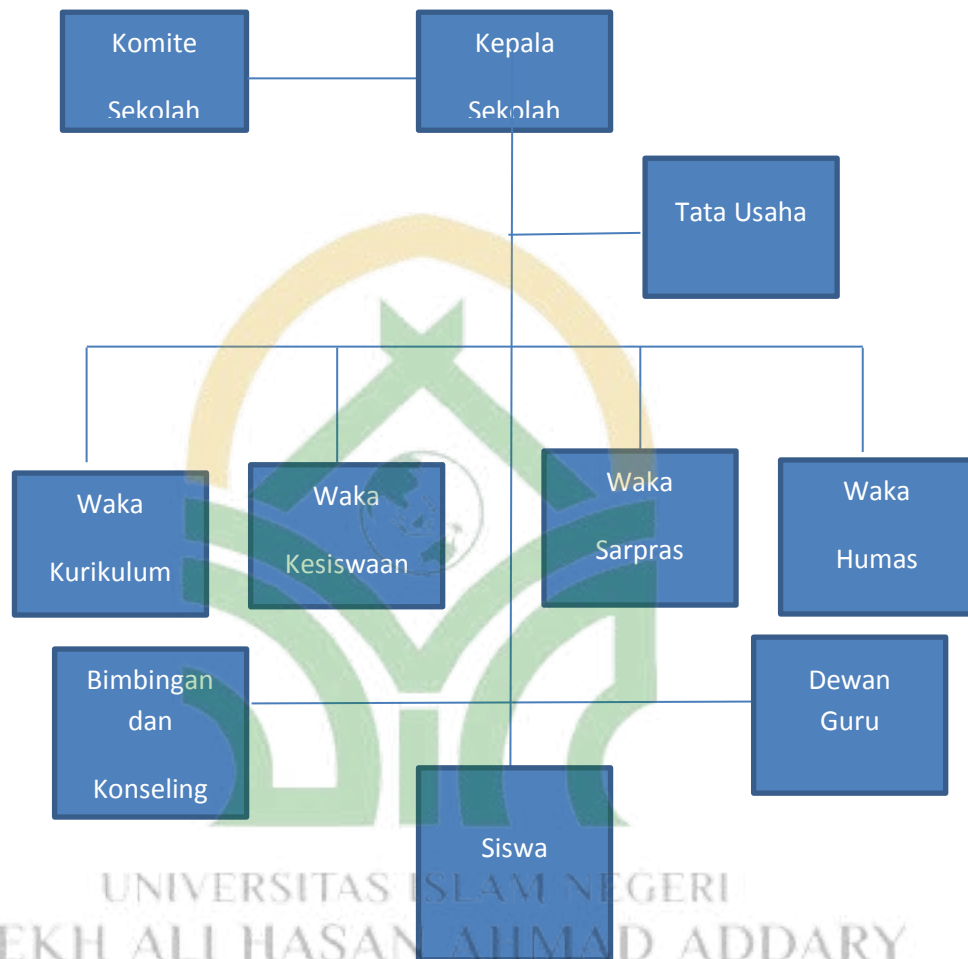 Komite
Sekolah
Kepala
Sekolah
Tata Usaha
Waka
Kurikulum
Waka
Kesiswaan
Waka
Sarpras
Waka
Humas
Bimbingan
dan
Konseling
Dewan
Guru
Siswa
UNIVERSITAS ISLAM NEGERI
EKH ALI HASAN AHMAD ADDARY